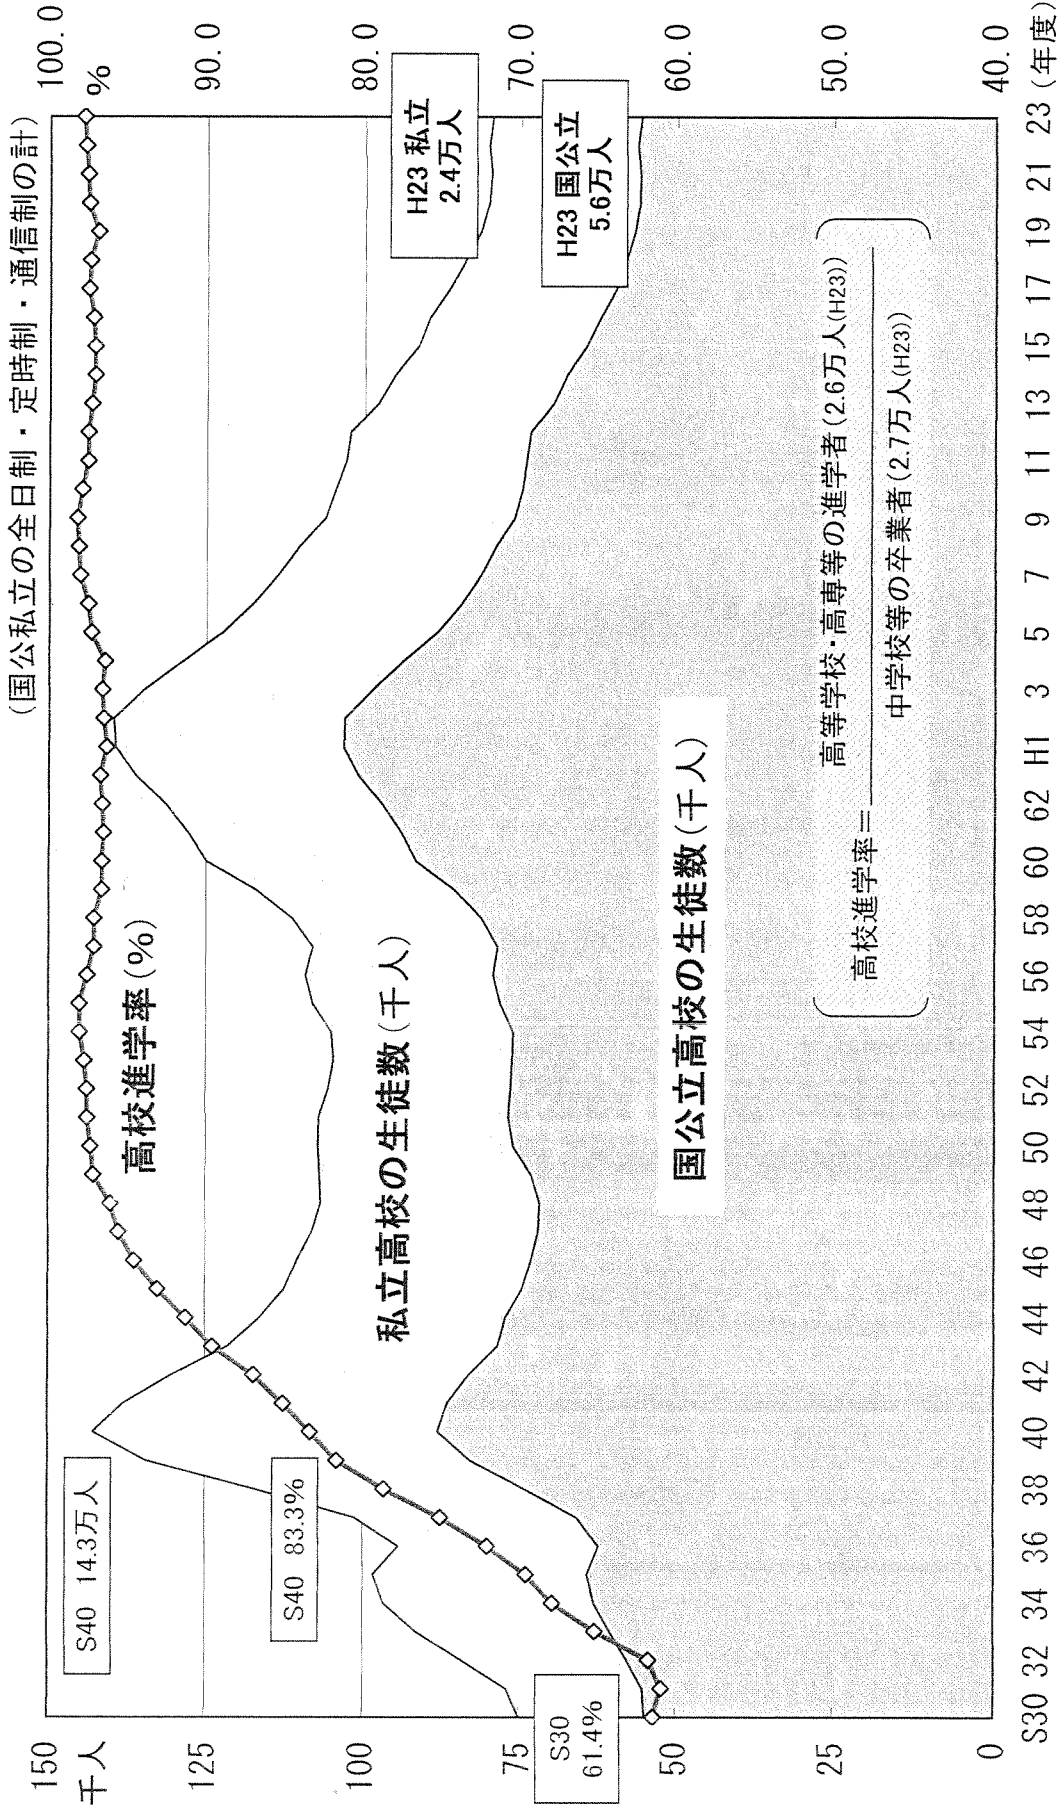 (国公私立の全日制・定時制・通信制の計)
150
千人
125
100
75
50
25
0
100.0
%
90.0
80.0
70.0
60.0
50.0
40.0
S40 14.3万人
S40 83.3%
S30
61.4%
高校進学率(%)
私立高校の生徒数(千人)
国公立高校の生徒数(千人)
H23 私立
2.4万人
H23 国公立
5.6万人
高校進学率=
高等学校・高専等の進学者(2.6万人(H23))
中学校等の卒業者(2.7万人(H23))
S30 32 34 36 38 40 42 44 46 48 50 52 54 56 58 60 62 H1 3 5 7 9 11 13 15 17 19 21 23 (年度)